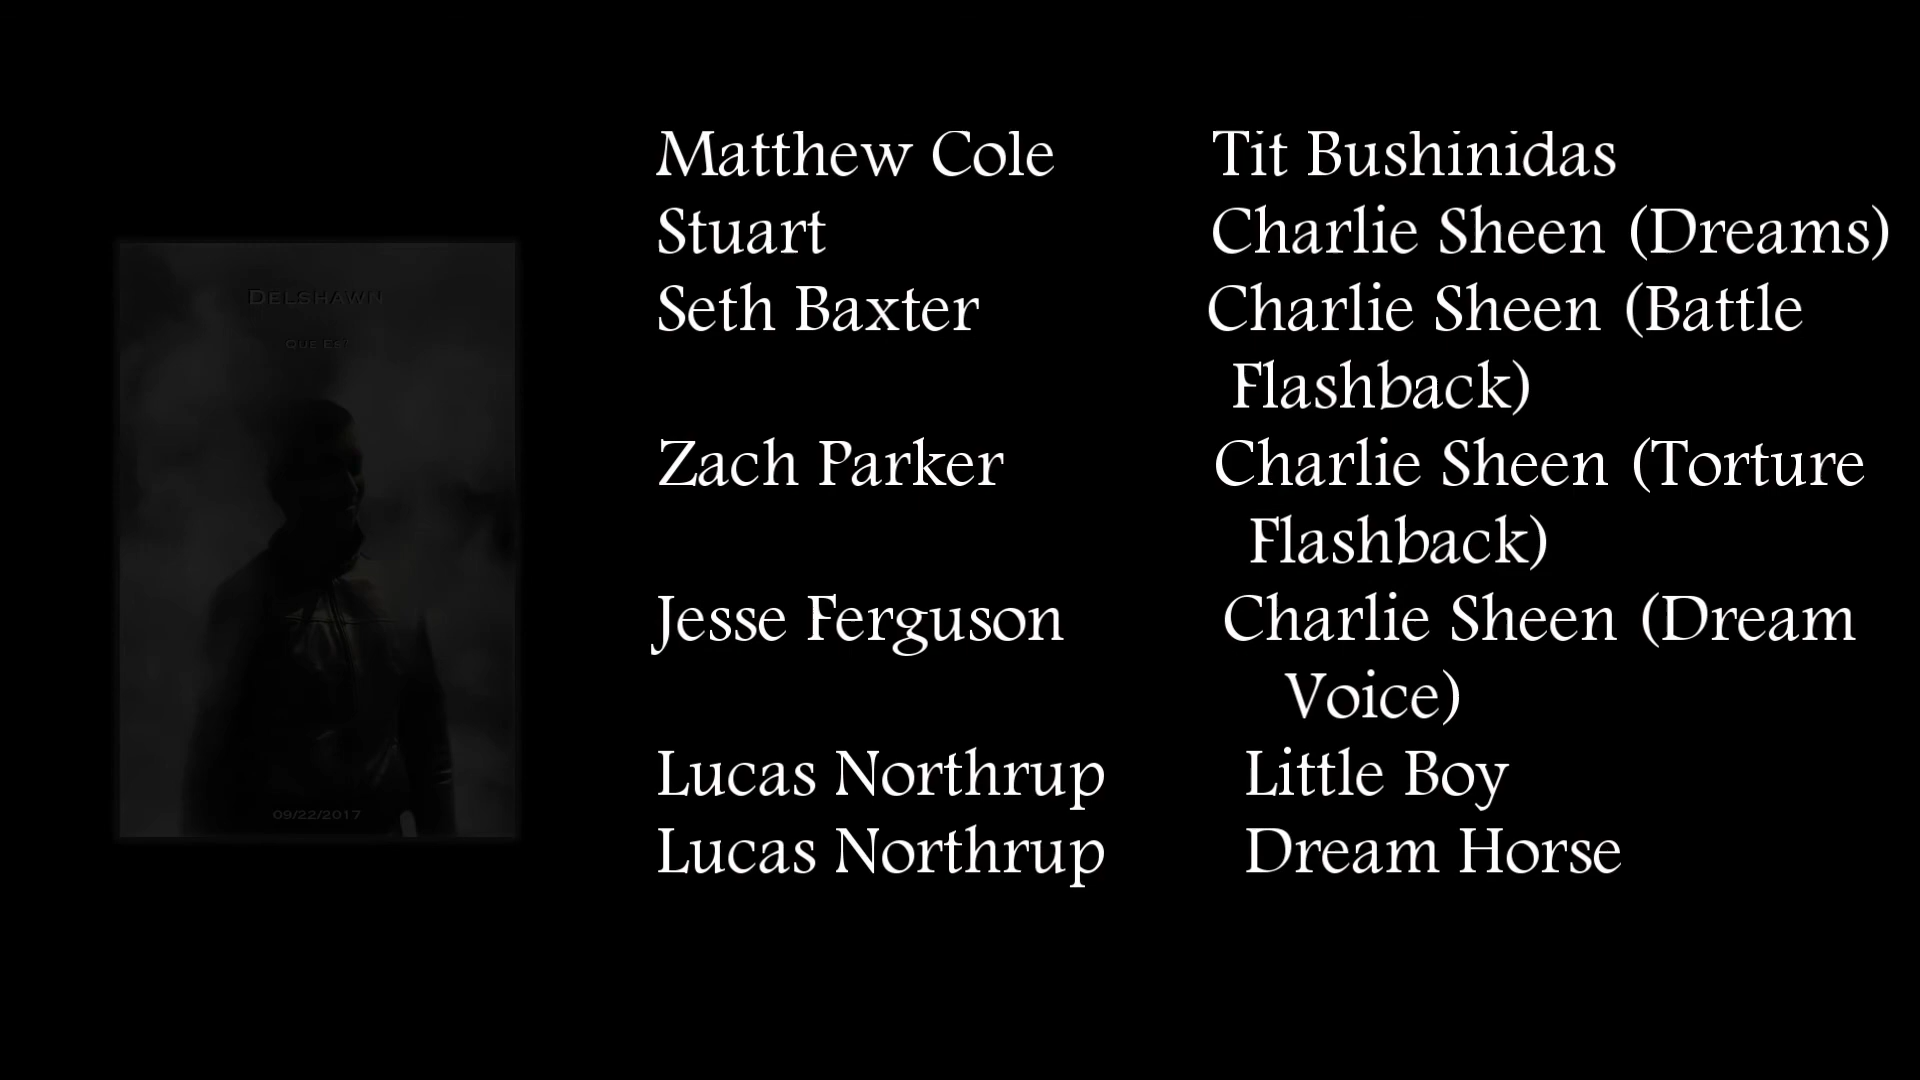 Matthew Cole Tit Bushinidas
Stuart Charlie Sheen (Dreams)
Seth Baxter Charlie Sheen (Battle
Flashback)
Zach Parker Charlie Sheen (Torture
Flashback)
Jesse Ferguson Charlie Sheen (Dream
Voice)
Lucas Northrup Little Boy
Lucas Northrup Dream Horse
Delshawn
Que Es?
09/22/2017